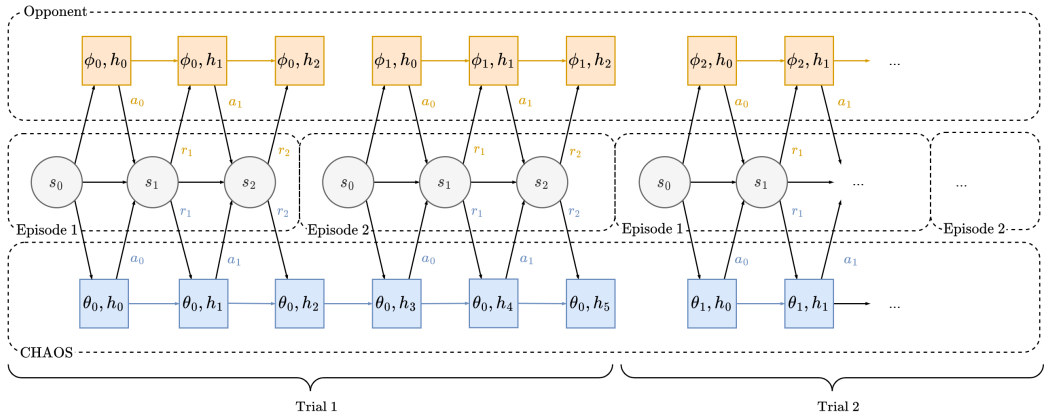 Opponent
ϕ₀, h₀ ϕ₀, h₁ ϕ₀, h₂ ϕ₁, h₀ ϕ₁, h₁ ϕ₁, h₂ ϕ₂, h₀ ϕ₂, h₁ ...
a₀ a₁ a₀ a₁ a₀ a₁
r₁ r₂ r₁ r₂ r₁
s₀ s₁ s₂ s₀ s₁ s₂ s₀ s₁ ... ...
r₁ r₂ r₁ r₂ r₁
Episode 1 Episode 2 Episode 1 Episode 2
a₀ a₁ a₀ a₁ a₀ a₁
θ₀, h₀ θ₀, h₁ θ₀, h₂ θ₀, h₃ θ₀, h₄ θ₀, h₅ θ₁, h₀ θ₁, h₁ ...
CHAOS
Trial 1 Trial 2